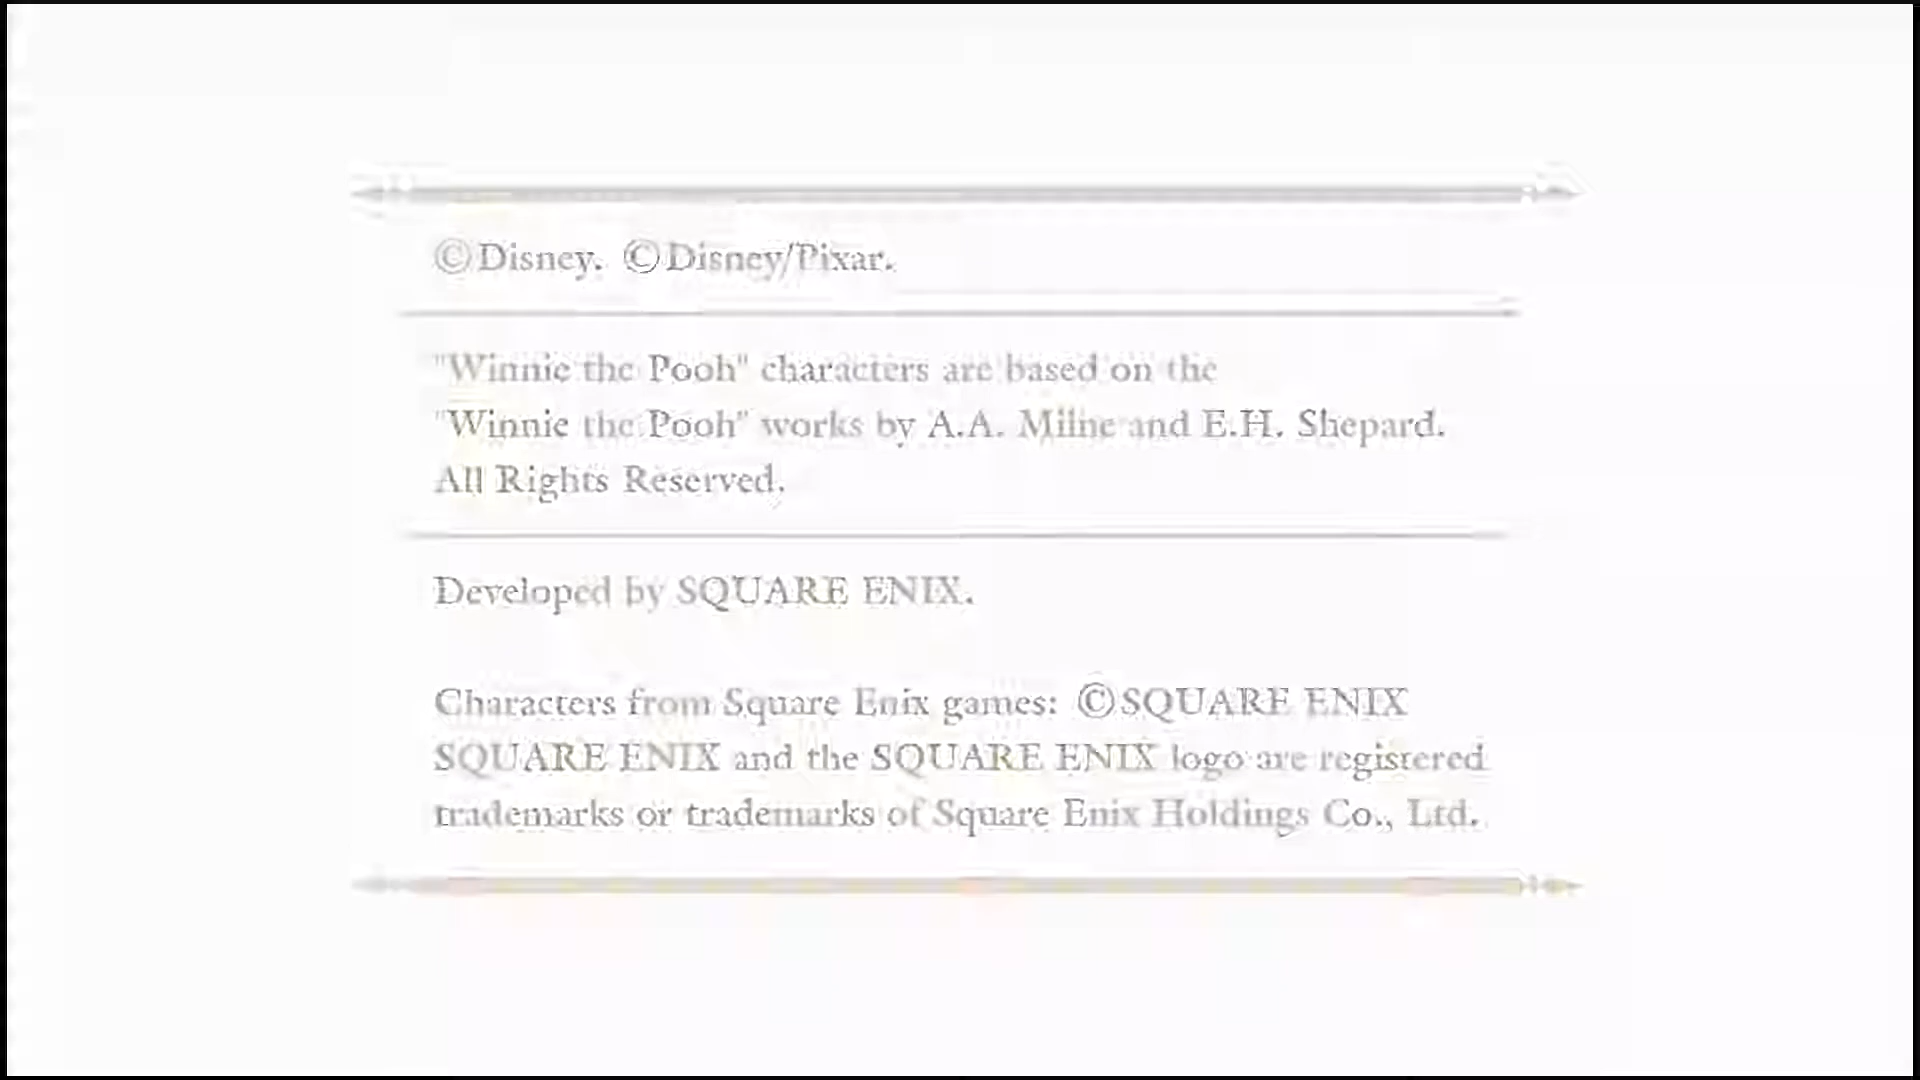 ©Disney. ©Disney/Pixar.
"Winnie the Pooh" characters are based on the
"Winnie the Pooh" works by A.A. Milne and E.H. Shepard.
All Rights Reserved.
Developed by SQUARE ENIX.
Characters from Square Enix games: ©SQUARE ENIX
SQUARE ENIX and the SQUARE ENIX logo are registered
trademarks or trademarks of Square Enix Holdings Co., Ltd.